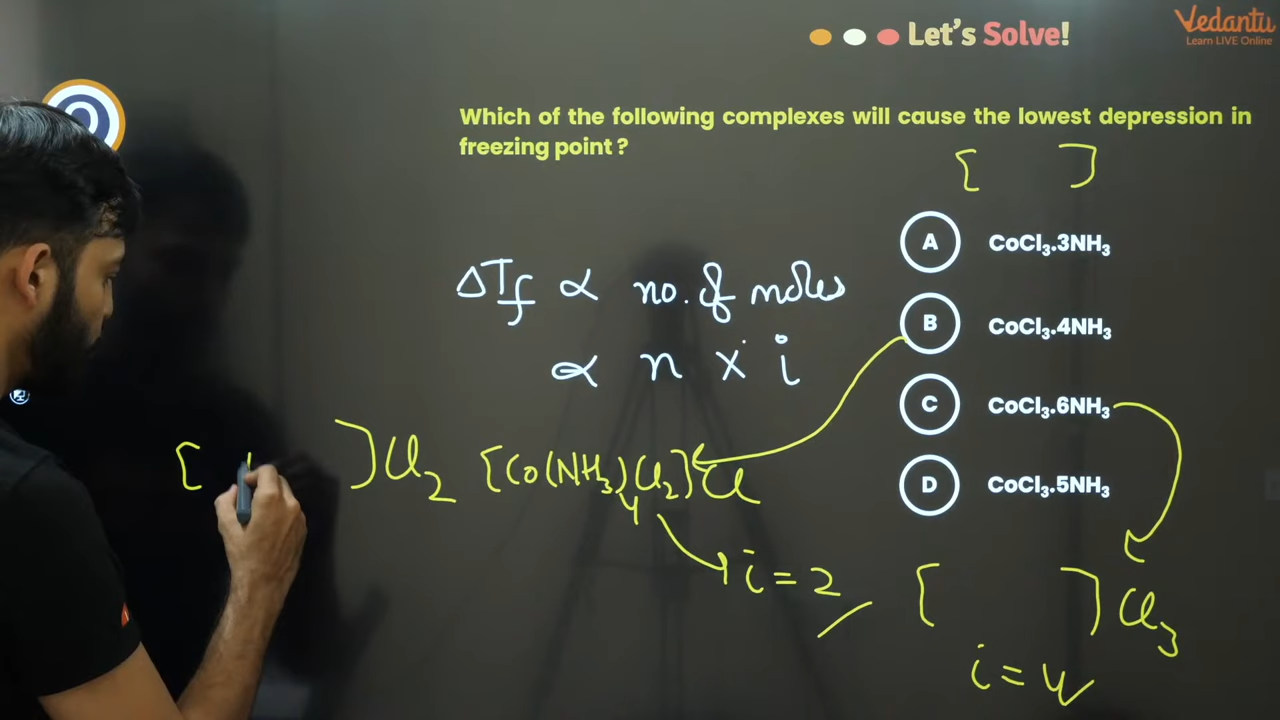 Let's Solve!
Vedantu
Learn LIVE Online
Q
Which of the following complexes will cause the lowest depression in
freezing point ?
[ ]
A CoCl₃.3NH₃
ΔTf ∝ no. of moles
B CoCl₃.4NH₃
∝ n × i
C CoCl₃.6NH₃
[ ]Cl₂
[Co(NH₃)₄Cl₂]Cl
D CoCl₃.5NH₃
i = 2
[ ]Cl₃
i = 4